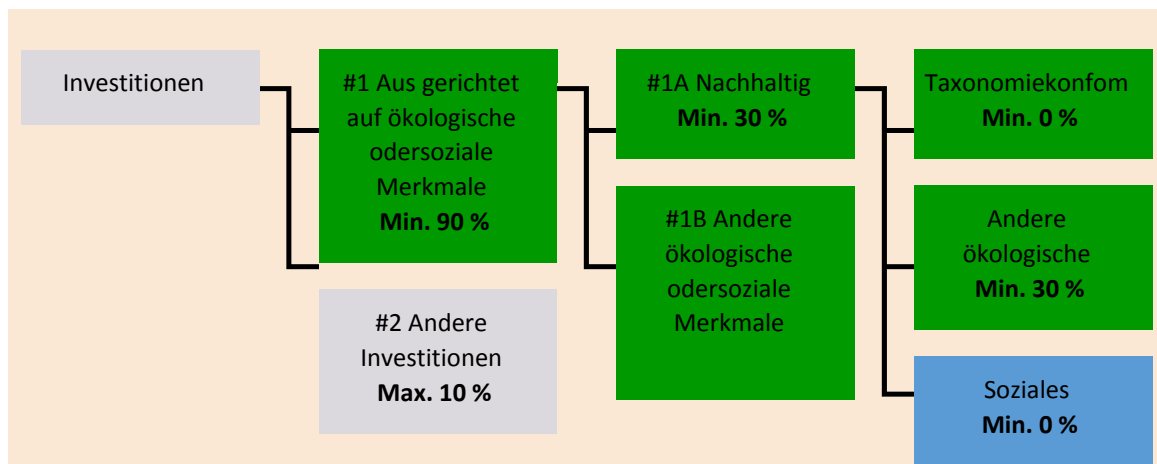 Investitionen
#1 Aus gerichtet
auf ökologische
odersoziale
Merkmale
Min. 90 %
#2 Andere
Investitionen
Max. 10 %
#1A Nachhaltig
Min. 30 %
#1B Andere
ökologische
odersoziale
Merkmale
Taxonomiekonfom
Min. 0 %
Andere
ökologische
Min. 30 %
Soziales
Min. 0 %